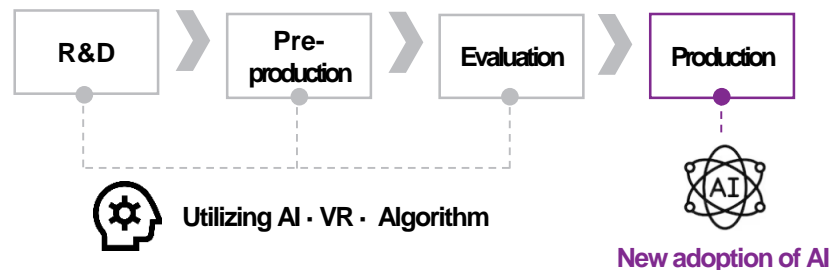 R&D
Pre-
production
Evaluation
Production
Utilizing AI · VR · Algorithm
AI
New adoption of AI